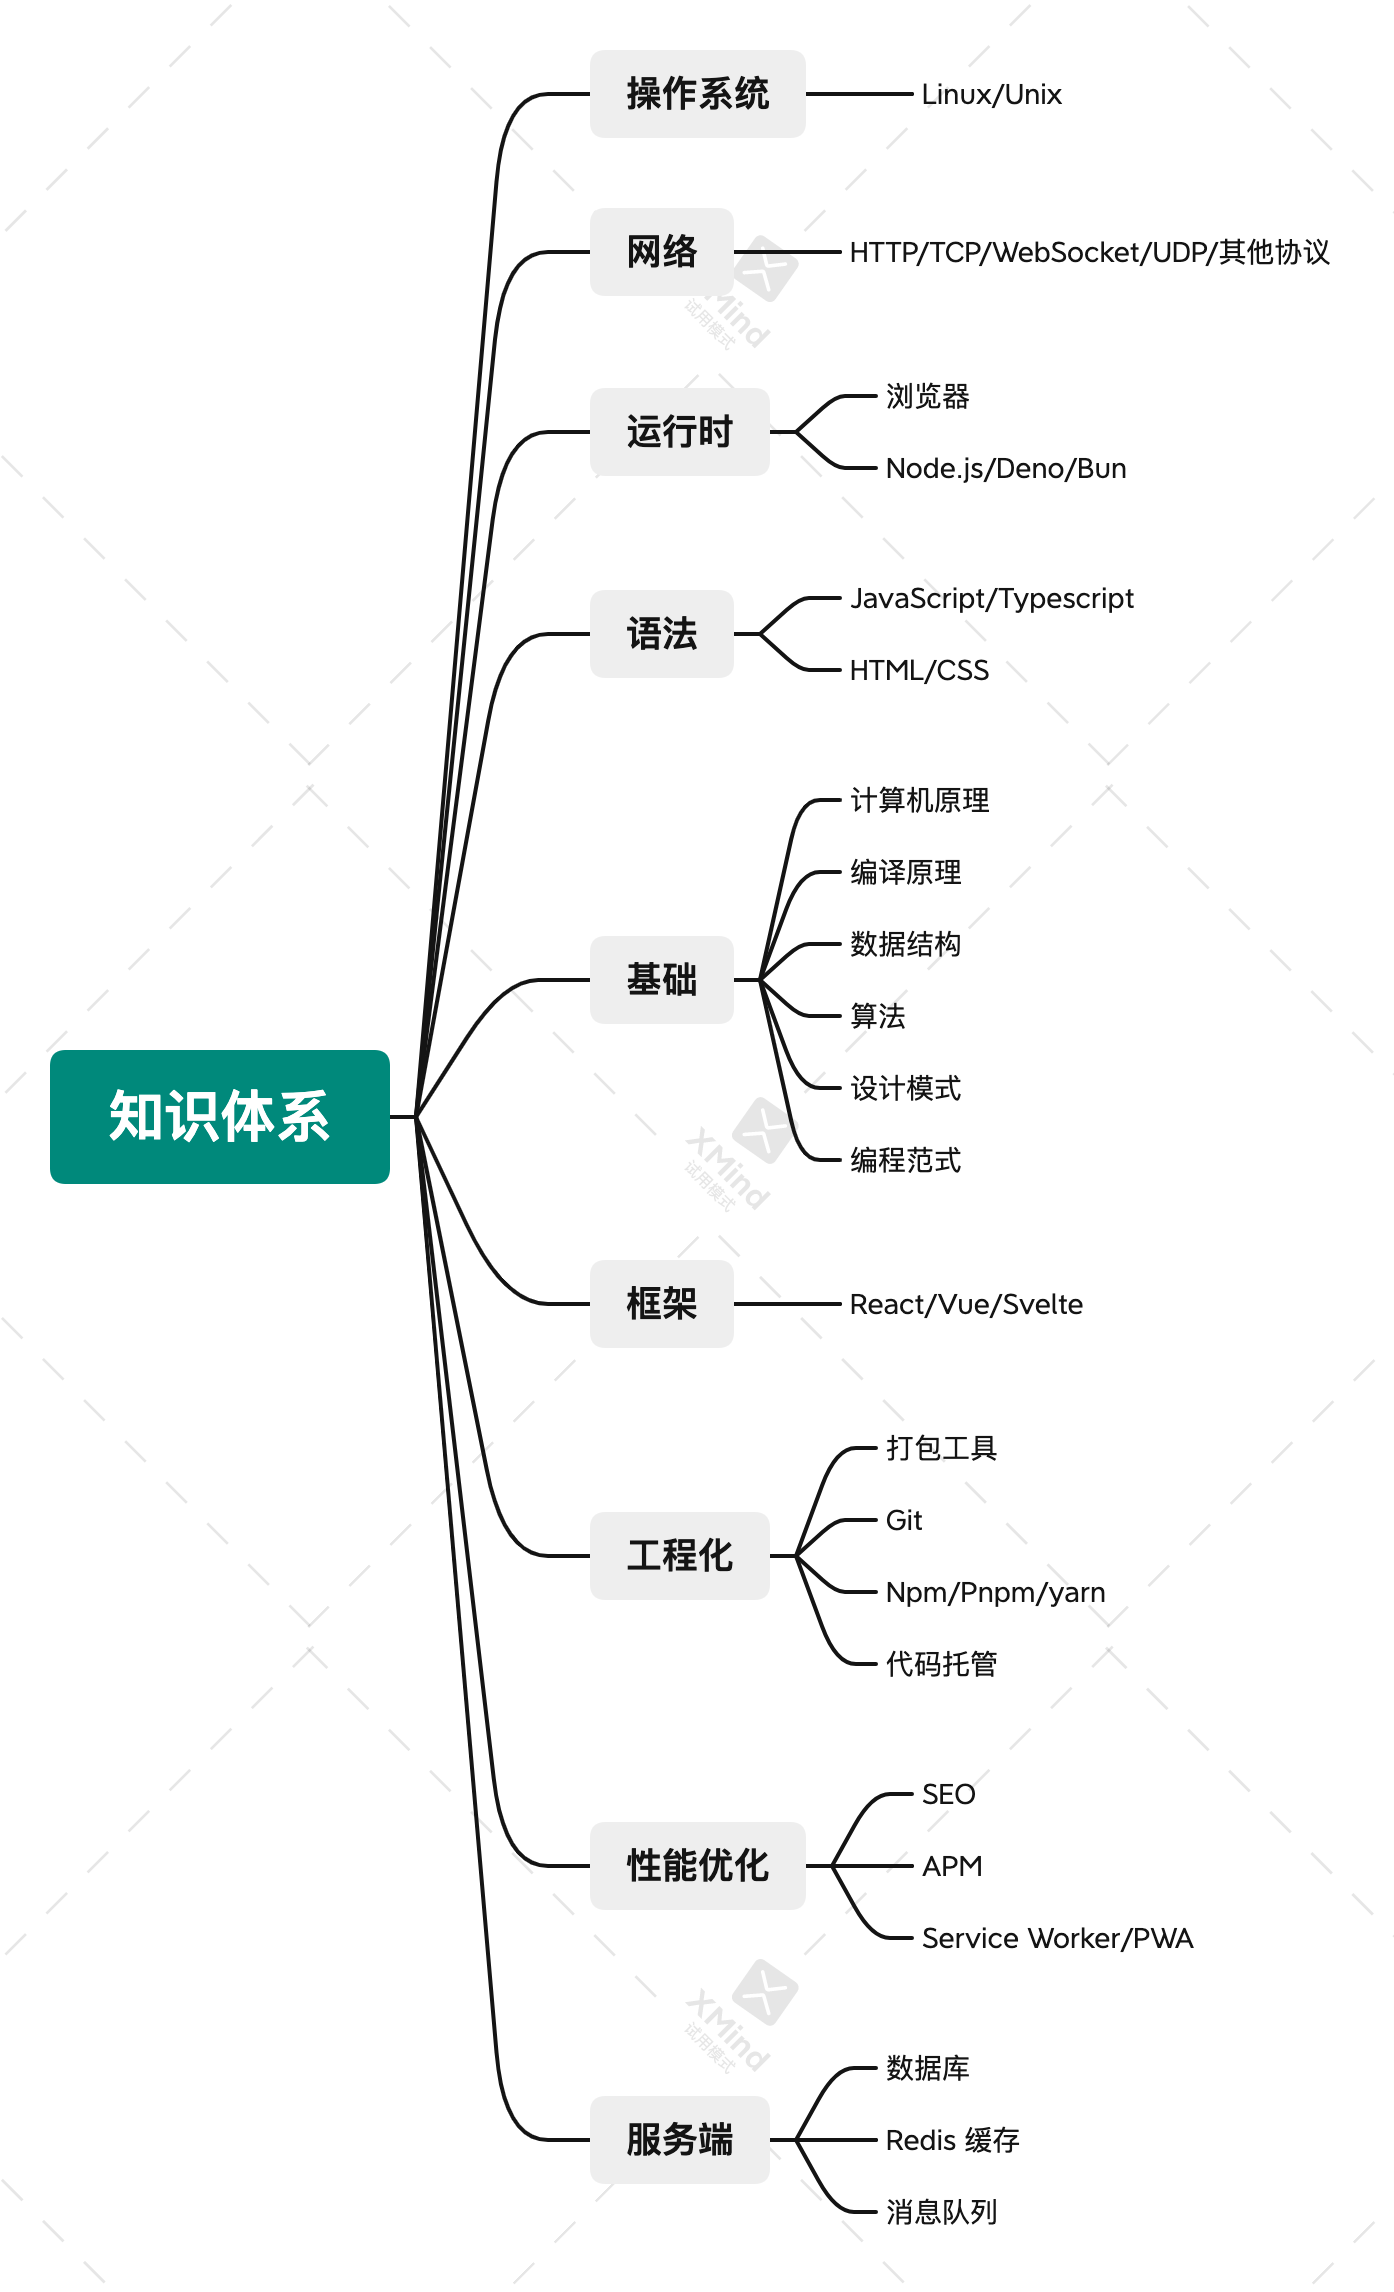 知识体系
操作系统
Linux/Unix
网络
HTTP/TCP/WebSocket/UDP/其他协议
XMind
试用模式
运行时
浏览器
Node.js/Deno/Bun
语法
JavaScript/Typescript
HTML/CSS
基础
计算机原理
编译原理
数据结构
算法
设计模式
编程范式
XMind
试用模式
框架
React/Vue/Svelte
工程化
打包工具
Git
Npm/Pnpm/yarn
代码托管
性能优化
SEO
APM
Service Worker/PWA
XMind
试用模式
服务端
数据库
Redis 缓存
消息队列